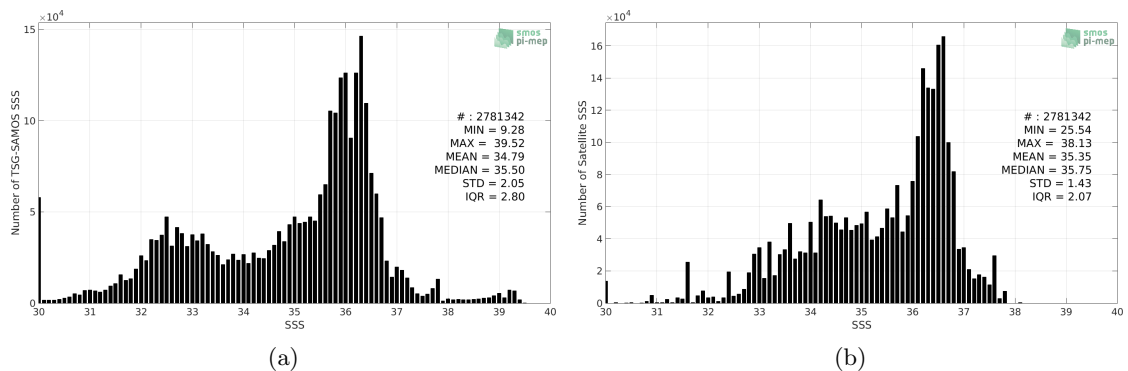 ×10⁴
smos
pi-mep
15
10
5
0
Number of TSG-SAMOS SSS
# : 2781342
MIN = 9.28
MAX = 39.52
MEAN = 34.79
MEDIAN = 35.50
STD = 2.05
IQR = 2.80
30 31 32 33 34 35 36 37 38 39 40
SSS
(a)
×10⁴
smos
pi-mep
16
14
12
10
8
6
4
2
0
Number of Satellite SSS
# : 2781342
MIN = 25.54
MAX = 38.13
MEAN = 35.35
MEDIAN = 35.75
STD = 1.43
IQR = 2.07
30 31 32 33 34 35 36 37 38 39 40
SSS
(b)